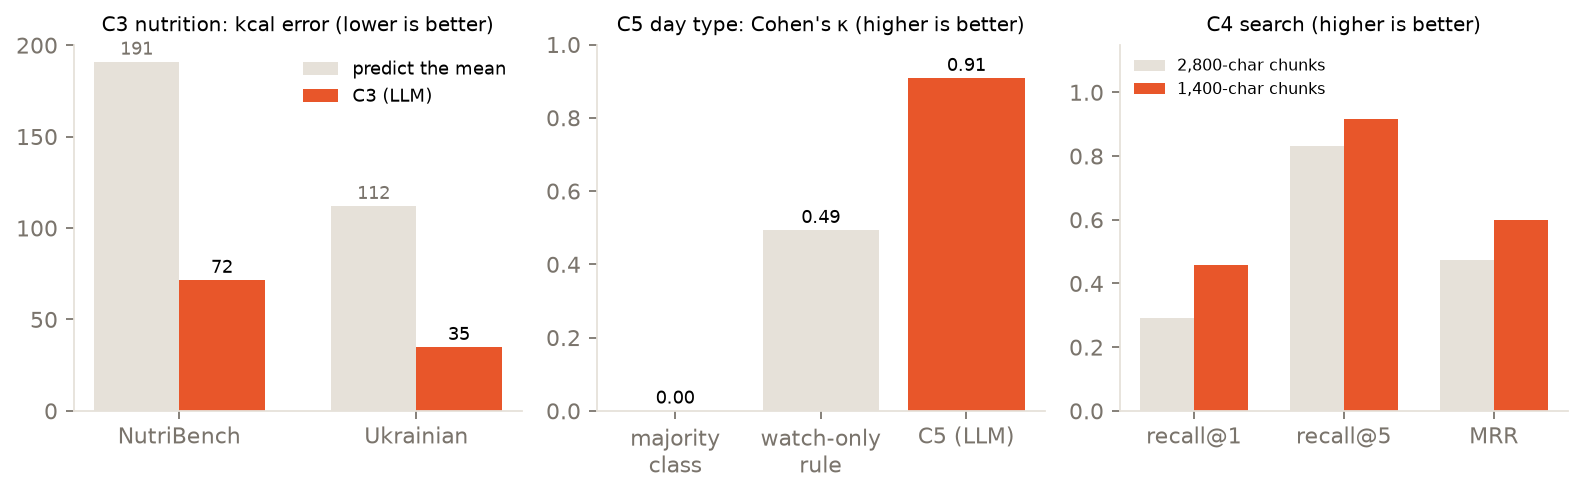 C3 nutrition: kcal error (lower is better)
200
150
100
50
0
191
72
112
35
predict the mean
C3 (LLM)
NutriBench
Ukrainian
C5 day type: Cohen's κ (higher is better)
1.0
0.8
0.6
0.4
0.2
0.0
0.00
0.49
0.91
majority
class
watch-only
rule
C5 (LLM)
C4 search (higher is better)
2,800-char chunks
1,400-char chunks
1.0
0.8
0.6
0.4
0.2
0.0
recall@1
recall@5
MRR